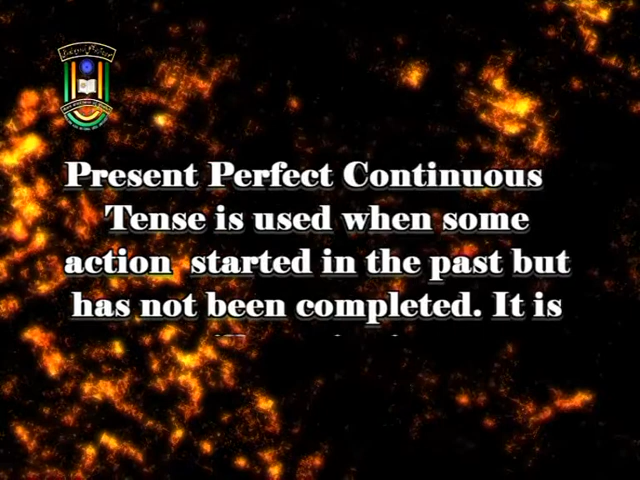 Present Perfect Continuous
Tense is used when some
action started in the past but
has not been completed. It is